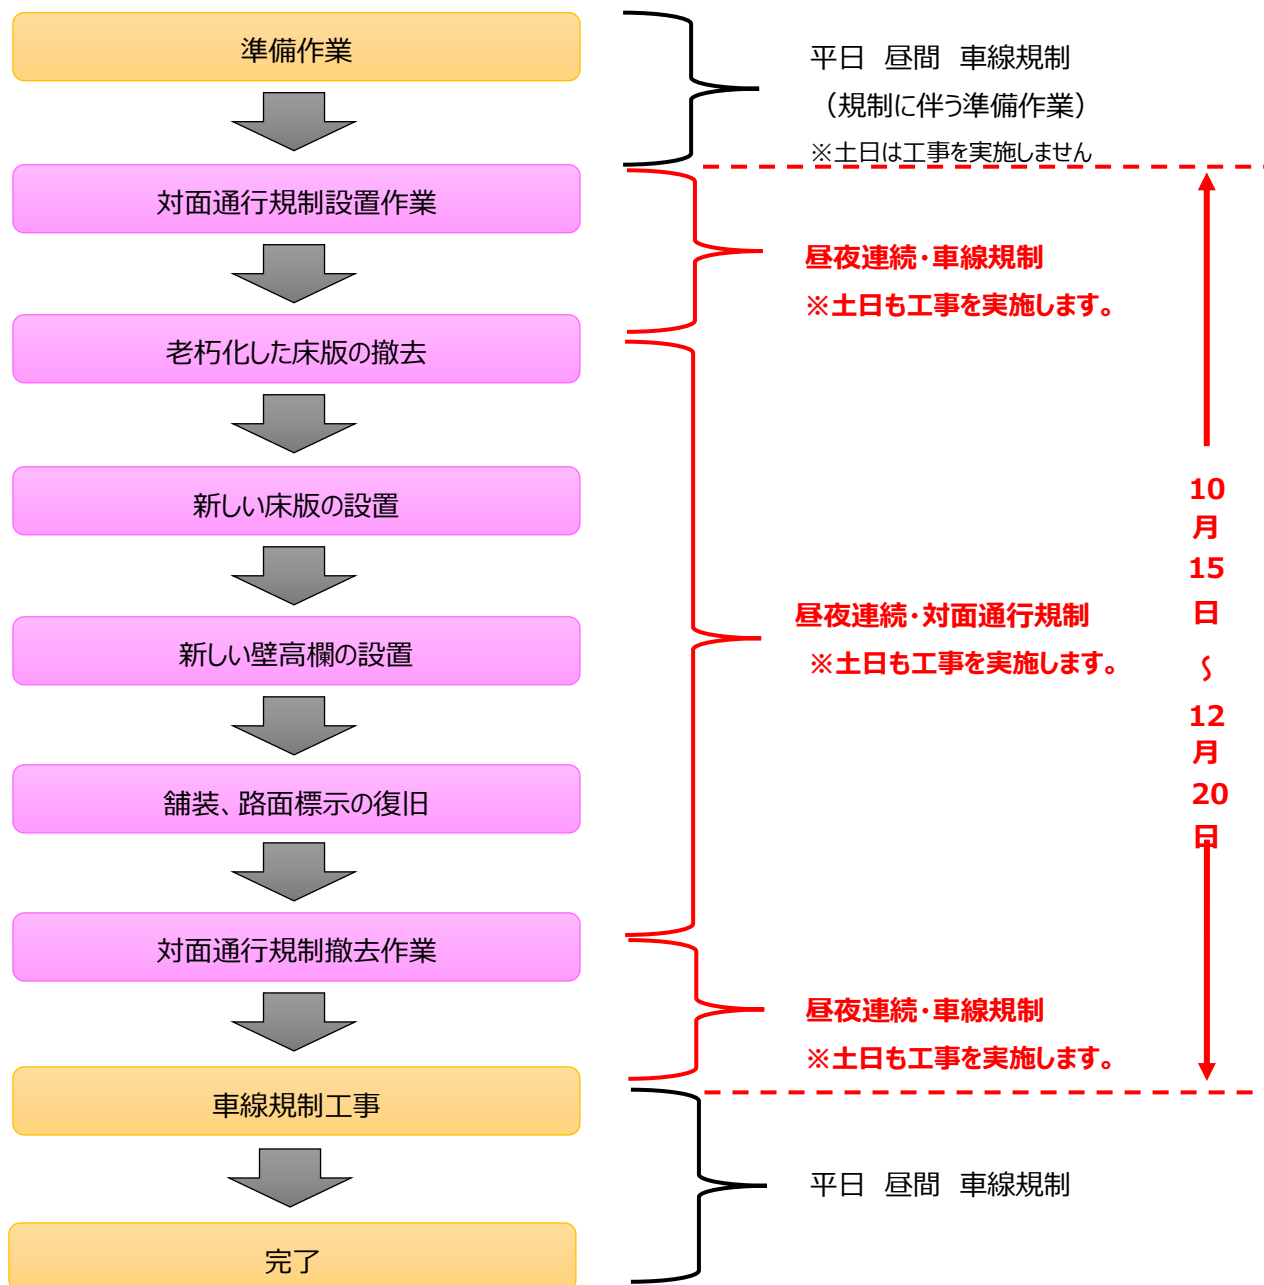 準備作業
平日　昼間　車線規制
（規制に伴う準備作業）
※土日は工事を実施しません
対面通行規制設置作業
昼夜連続・車線規制
※土日も工事を実施します。
老朽化した床版の撤去
新しい床版の設置
新しい壁高欄の設置
舗装、路面標示の復旧
昼夜連続・対面通行規制
※土日も工事を実施します。
対面通行規制撤去作業
昼夜連続・車線規制
※土日も工事を実施します。
10
月
15
日
～
12
月
20
日
車線規制工事
平日　昼間　車線規制
完了